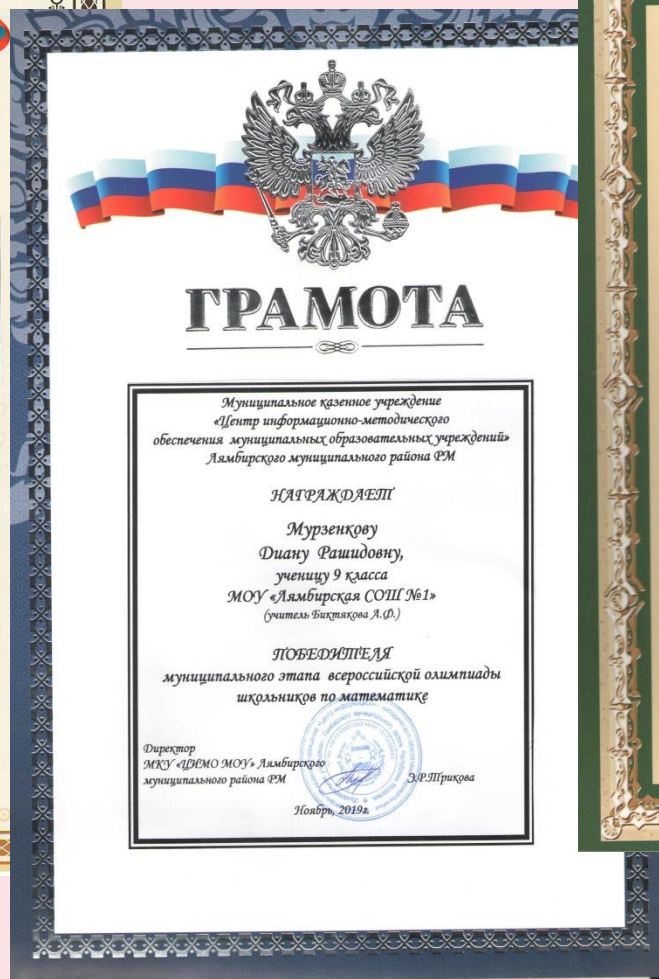 ГРАМОТА
Муниципальное казенное учреждение
«Центр информационно-методического
обеспечения муниципальных образовательных учреждений»
Лямбирского муниципального района РМ
НАГРАЖДАЕТ
Мурзенкову
Диану Рашидовну,
ученицу 9 класса
МОУ «Лямбирская СОШ №1»
(учитель Биктякова А.Ф.)
ПОБЕДИТЕЛЯ
муниципального этапа всероссийской олимпиады
школьников по математике
Директор
МКУ «ЦИМО МОУ» Лямбирского
муниципального района РМ Э.Р.Трикова
Ноябрь, 2019г.